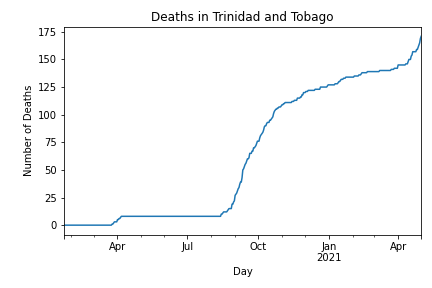 Deaths in Trinidad and Tobago
175
150
125
100
75
50
25
0
Number of Deaths
Apr
Jul
Oct
Jan
2021
Apr
Day